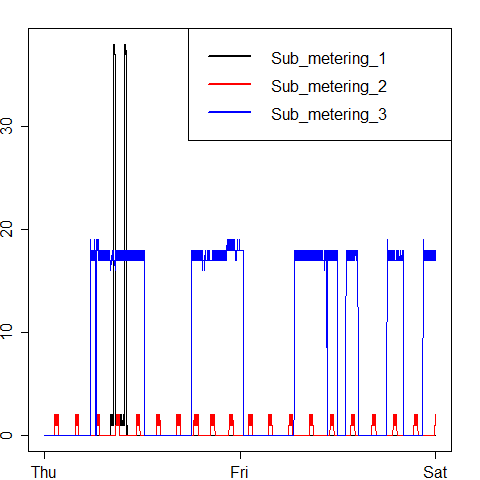 Sub_metering_1
Sub_metering_2
Sub_metering_3
30
20
10
0
Thu Fri Sat